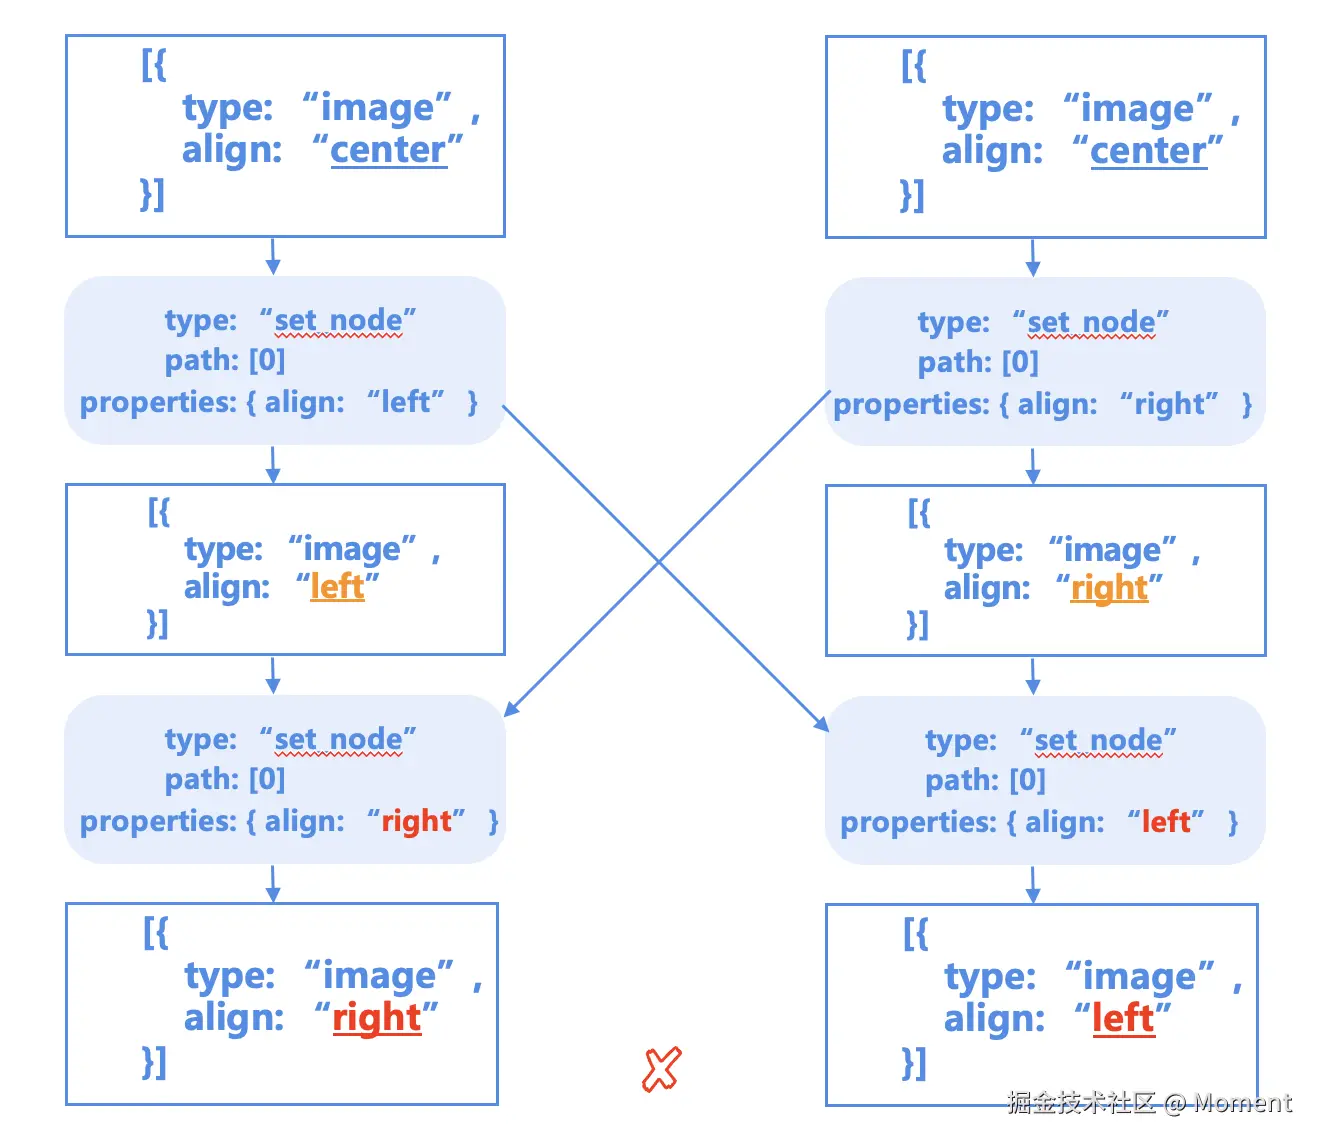 [{
type: “image” ,
align: “center”
}]
type: “set_node”
path: [0]
properties: { align: “left” }
[{
type: “image” ,
align: “left”
}]
type: “set_node”
path: [0]
properties: { align: “right” }
[{
type: “image” ,
align: “right”
}]
[{
type: “image” ,
align: “center”
}]
type: “set_node”
path: [0]
properties: { align: “right” }
[{
type: “image” ,
align: “right”
}]
type: “set_node”
path: [0]
properties: { align: “left” }
[{
type: “image” ,
align: “left”
}]
掘金技术社区 @ Moment